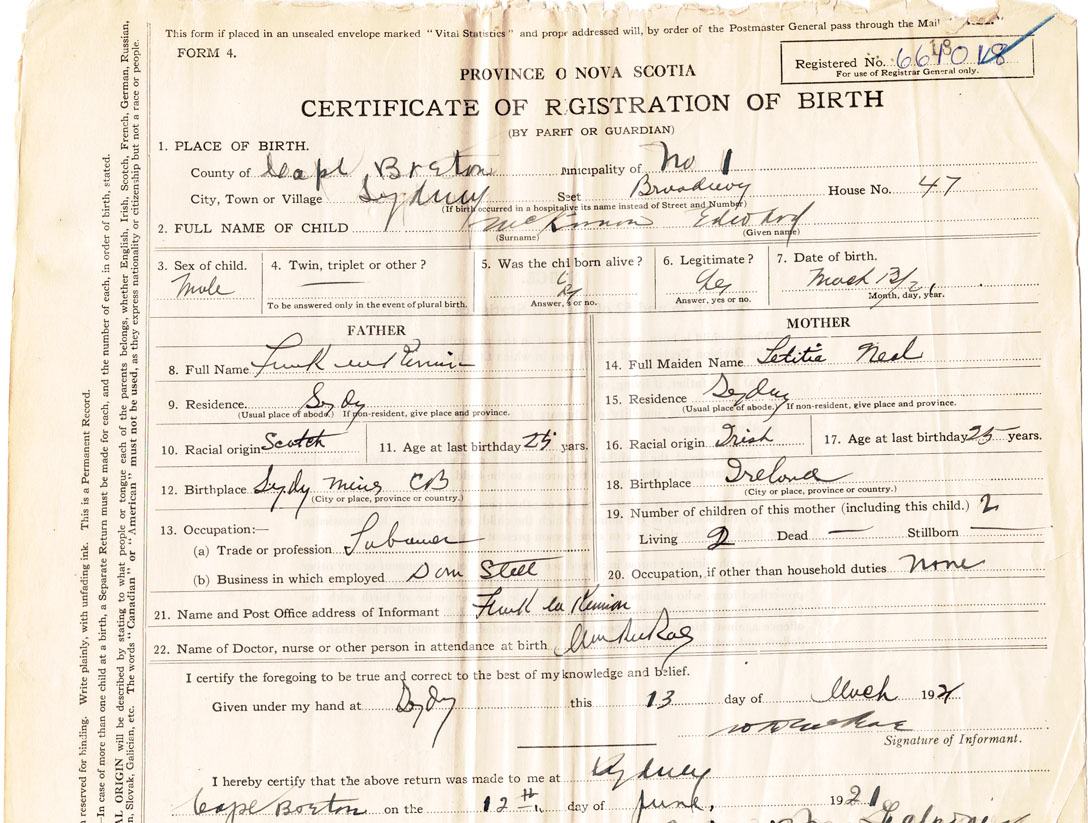 This form if placed in an unsealed envelope marked "Vital Statistics" and propr addressed will, by order of the Postmaster General pass through the Mail
FORM 4.
18
Registered No. 661018
For use of Registrar General only.
PROVINCE O NOVA SCOTIA
CERTIFICATE OF RGISTRATION OF BIRTH
(BY PARET OR GUARDIAN)
1. PLACE OF BIRTH.
County of Cape Breton unicipality of No 1
City, Town or Village Sydney Seet Broadway House No. 47
(If birth occurred in a hospital ive its name instead of Street and Number)
2. FULL NAME OF CHILD McKinnon Edward
(Surname) (Given name)
3. Sex of child. Male
4. Twin, triplet or other ?
To be answered only in the event of plural birth.
5. Was the chi born alive ?
Answer, s or no.
6. Legitimate ? Yes
Answer, yes or no.
7. Date of birth. March 13/21
Month, day, year.
FATHER
8. Full Name
9. Residence Sydney
(Usual place of abode.) If non-resident, give place and province.
10. Racial origin Scotch 11. Age at last birthday 25 years.
12. Birthplace Sydy Mines CB
(City or place, province or country.)
13. Occupation:—
(a) Trade or profession
(b) Business in which employed Dom Steel
MOTHER
14. Full Maiden Name Letitia Neal
15. Residence Sydney
(Usual place of abode.) If non-resident, give place and province.
16. Racial origin Irish 17. Age at last birthday 25 years.
18. Birthplace Ireland
(City or place, province or country.)
19. Number of children of this mother (including this child.) 2
Living 2 Dead — Stillborn —
20. Occupation, if other than household duties None
21. Name and Post Office address of Informant
22. Name of Doctor, nurse or other person in attendance at birth
I certify the foregoing to be true and correct to the best of my knowledge and belief.
Given under my hand at Sydy this 13 day of March 1921
Signature of Informant.
I hereby certify that the above return was made to me at Sydney
Cape Breton on the 12th day of June, 1921
reserved for binding. Write plainly, with unfading ink. This is a Permanent Record.
—In case of more than one child at a birth, a Separate Return must be made for each, and the number of each, in order of birth, stated.
AL ORIGIN will be described by stating to what people or tongue each of the parents belongs, whether English, Irish, Scotch, French, German, Russian,
n, Slovak, Galician, etc. The words "Canadian" or "American" must not be used, as they express nationality or citizenship but not a race or people.